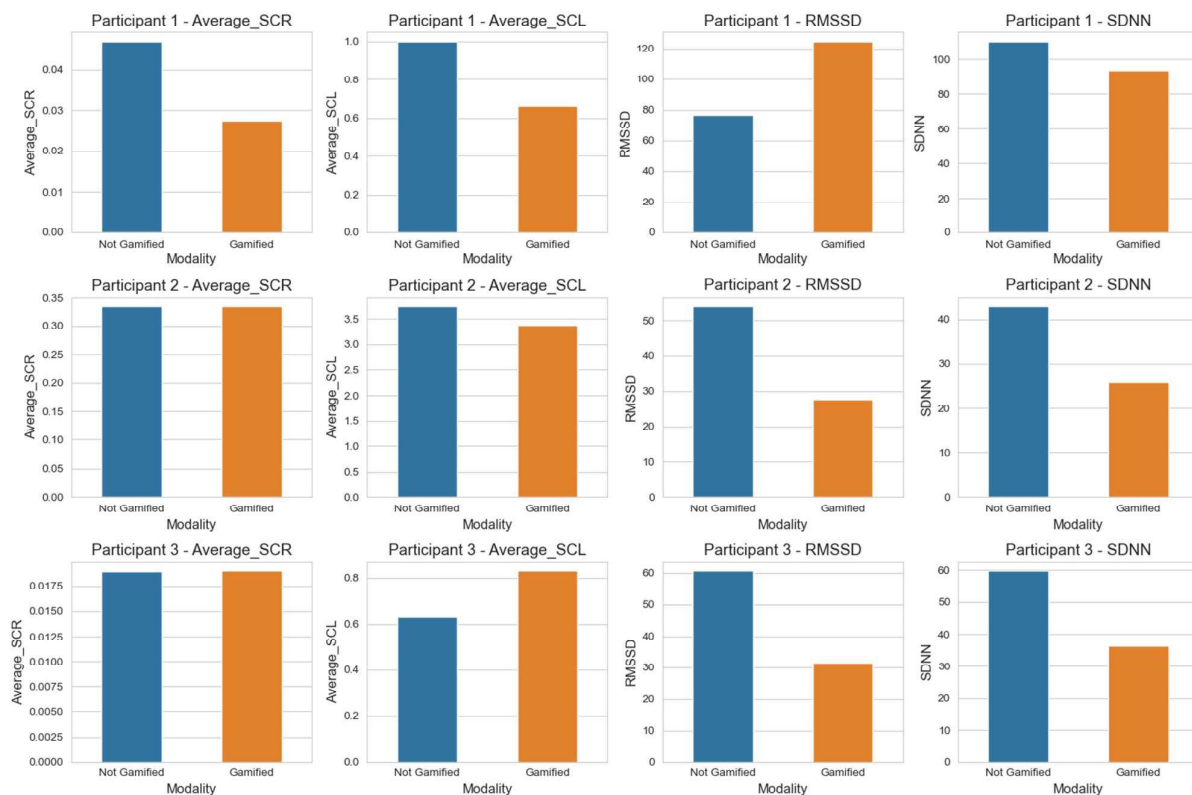 Participant 1 - Average_SCR
Average_SCR
0.04
0.03
0.02
0.01
0.00
Not Gamified Gamified
Modality
Participant 1 - Average_SCL
Average_SCL
1.0
0.8
0.6
0.4
0.2
0.0
Not Gamified Gamified
Modality
Participant 1 - RMSSD
RMSSD
120
100
80
60
40
20
0
Not Gamified Gamified
Modality
Participant 1 - SDNN
SDNN
100
80
60
40
20
0
Not Gamified Gamified
Modality
Participant 2 - Average_SCR
Average_SCR
0.35
0.30
0.25
0.20
0.15
0.10
0.05
0.00
Not Gamified Gamified
Modality
Participant 2 - Average_SCL
Average_SCL
3.5
3.0
2.5
2.0
1.5
1.0
0.5
0.0
Not Gamified Gamified
Modality
Participant 2 - RMSSD
RMSSD
50
40
30
20
10
0
Not Gamified Gamified
Modality
Participant 2 - SDNN
SDNN
40
30
20
10
0
Not Gamified Gamified
Modality
Participant 3 - Average_SCR
Average_SCR
0.0175
0.0150
0.0125
0.0100
0.0075
0.0050
0.0025
0.0000
Not Gamified Gamified
Modality
Participant 3 - Average_SCL
Average_SCL
0.8
0.6
0.4
0.2
0.0
Not Gamified Gamified
Modality
Participant 3 - RMSSD
RMSSD
60
50
40
30
20
10
0
Not Gamified Gamified
Modality
Participant 3 - SDNN
SDNN
60
50
40
30
20
10
0
Not Gamified Gamified
Modality